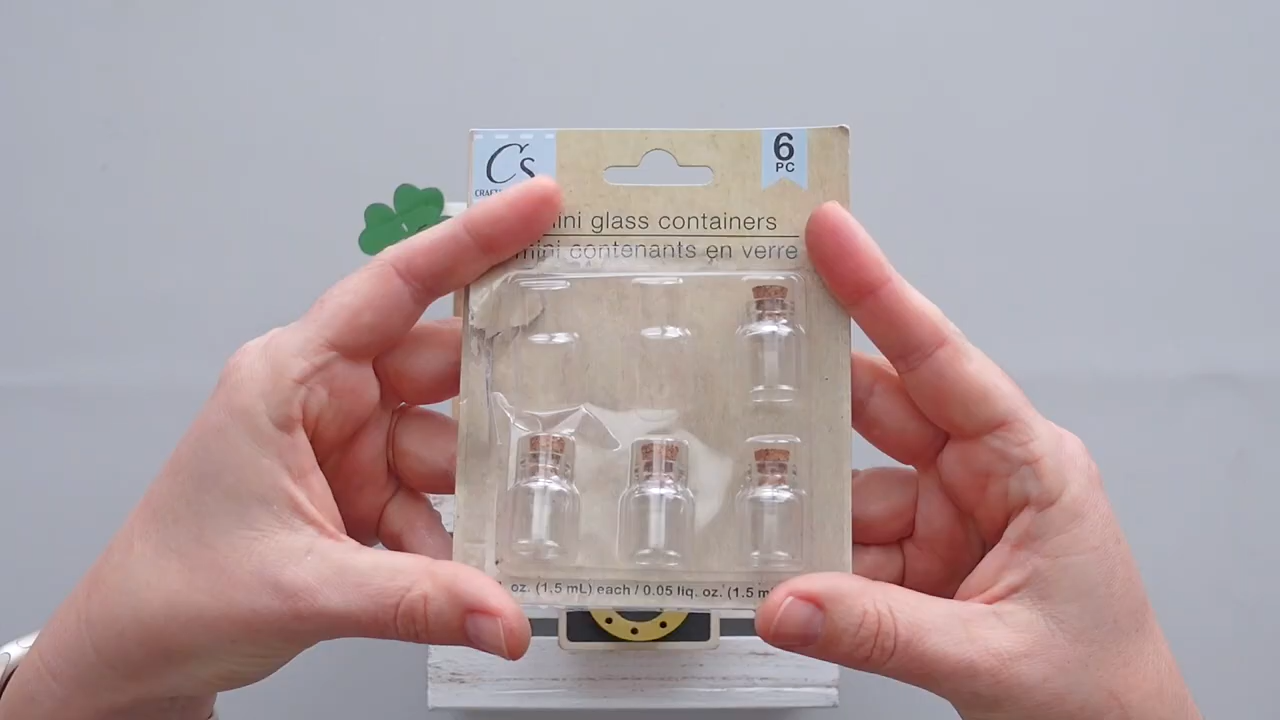 Cs
6
PC
glass containers
mini contenants en verre
oz. (1,5 mL) each / 0.05 liq. oz. (1.5